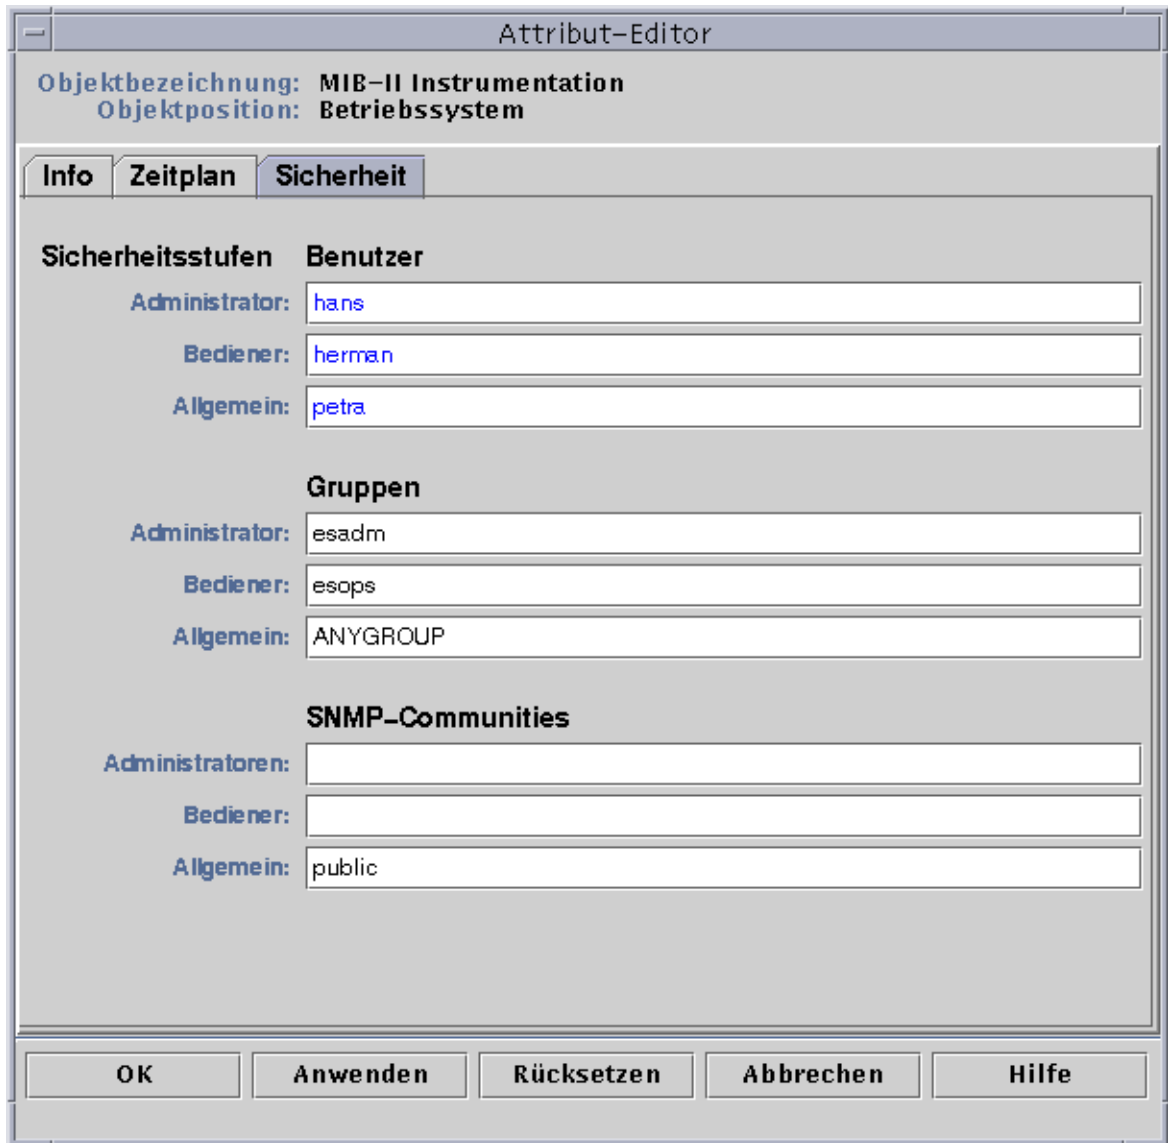 Attribut-Editor
Objektbezeichnung: MIB-II Instrumentation
Objektposition: Betriebssystem
Info Zeitplan Sicherheit
Sicherheitsstufen Benutzer
Administrator: hans
Bediener: herman
Allgemein: petra
Gruppen
Administrator: esadm
Bediener: esops
Allgemein: ANYGROUP
SNMP-Communities
Administratoren:
Bediener:
Allgemein: public
OK Anwenden Rücksetzen Abbrechen Hilfe